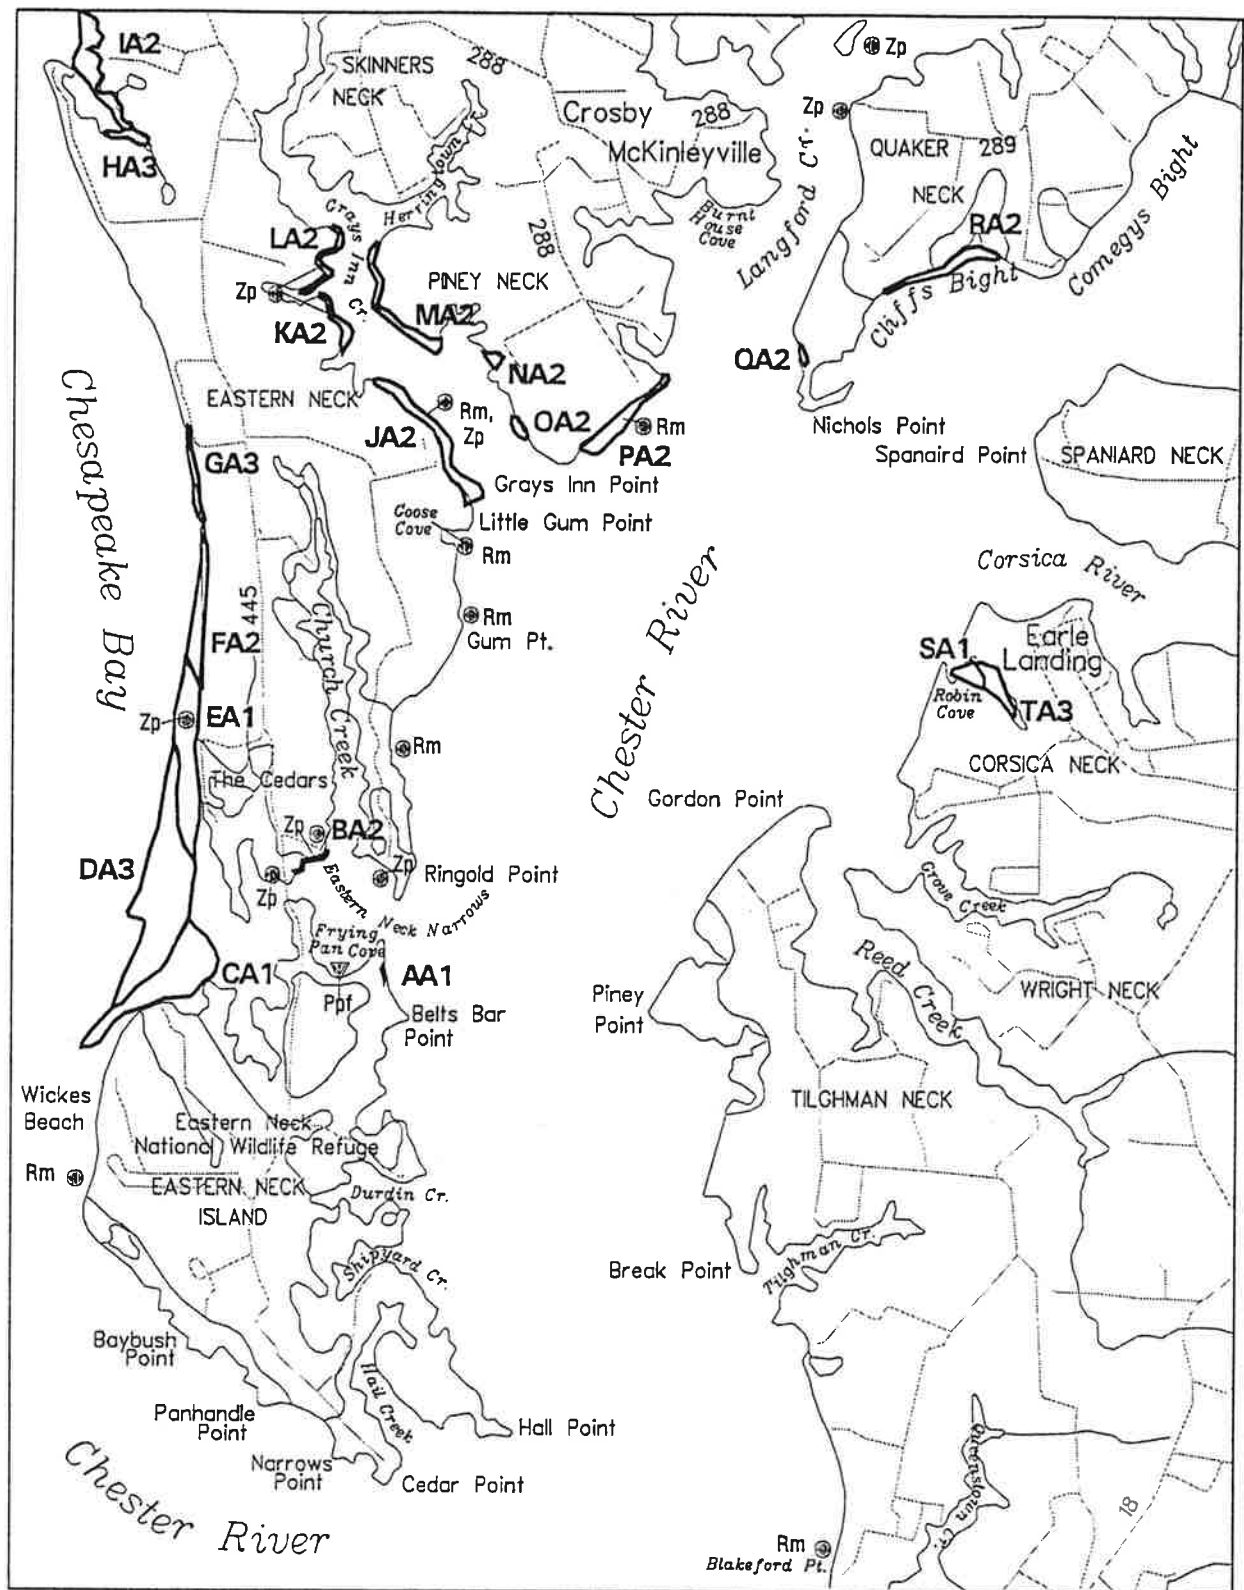 IA2
SKINNERS
NECK
288
Zp
Crosby
288
McKinleyville
Zp
QUAKER
289
NECK
HA3
Herringtown
Burnt
House
Cove
Langford Cr.
Comegys Bight
RA2
LA2
Grays
Inn
Cr.
288
PINEY NECK
Zp
KA2
MA2
Cliffs Bight
NA2
QA2
Chesapeake Bay
EASTERN NECK
Rm,
Zp
JA2
OA2
Rm
PA2
Nichols Point
Spanaird Point
SPANIARD NECK
GA3
Grays Inn Point
Goose
Cove
Little Gum Point
Rm
Corsica River
Chester River
445
Church Creek
Rm
Gum Pt.
FA2
SA1
Earle
Landing
Robin
Cove
TA3
Zp
EA1
Rm
CORSICA NECK
The Cedars
Gordon Point
Zp
BA2
DA3
Zp
Zp
Ringold Point
Eastern Neck Narrows
Grove Creek
Frying
Pan Cove
Reed Creek
CA1
Ppf
AA1
Belts Bar
Point
Piney
Point
WRIGHT NECK
Wickes
Beach
TILGHMAN NECK
Eastern Neck
National Wildlife Refuge
Rm
EASTERN NECK
ISLAND
Durdin Cr.
Shipyard Cr.
Break Point
Tilghman Cr.
Baybush
Point
Hail Creek
Panhandle
Point
Hall Point
Narrows
Point
Cedar Point
Queenstown Cr.
18
Chester River
Rm
Blakeford Pt.